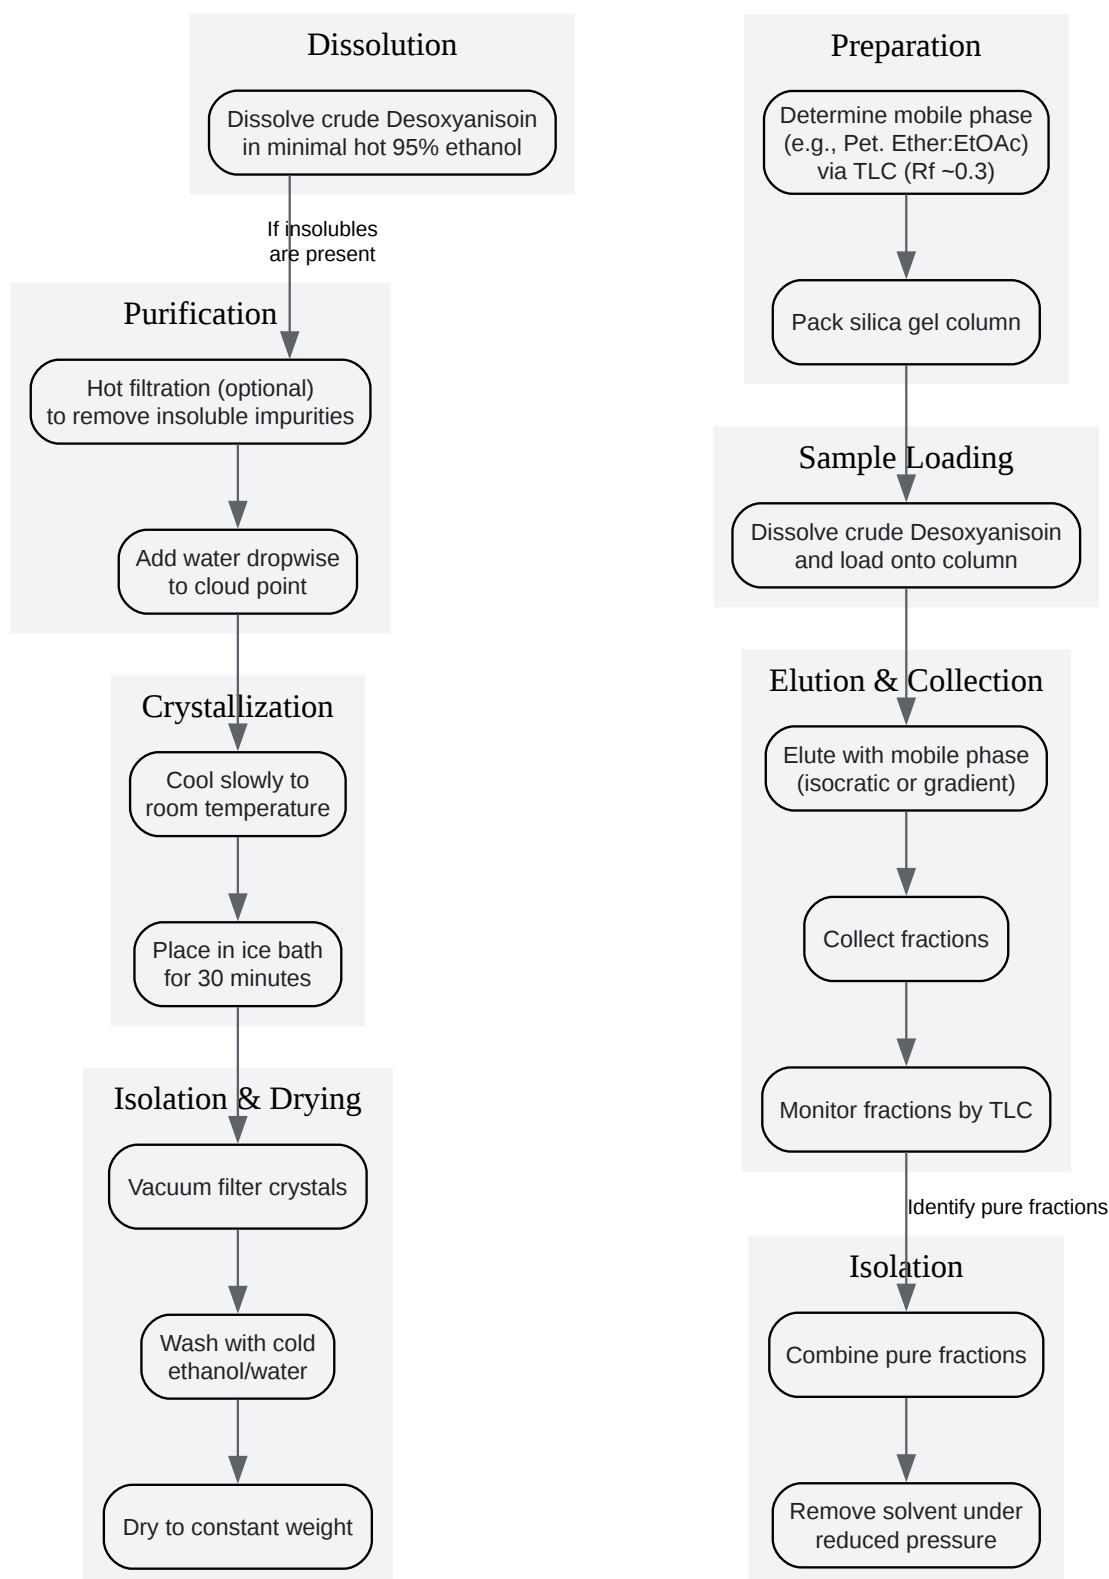 Dissolution
Dissolve crude Desoxyanisoin
in minimal hot 95% ethanol
If insolubles
are present
Purification
Hot filtration (optional)
to remove insoluble impurities
Add water dropwise
to cloud point
Crystallization
Cool slowly to
room temperature
Place in ice bath
for 30 minutes
Isolation & Drying
Vacuum filter crystals
Wash with cold
ethanol/water
Dry to constant weight
Preparation
Determine mobile phase
(e.g., Pet. Ether:EtOAc)
via TLC (Rf ~0.3)
Pack silica gel column
Sample Loading
Dissolve crude Desoxyanisoin
and load onto column
Elution & Collection
Elute with mobile phase
(isocratic or gradient)
Collect fractions
Monitor fractions by TLC
Identify pure fractions
Isolation
Combine pure fractions
Remove solvent under
reduced pressure